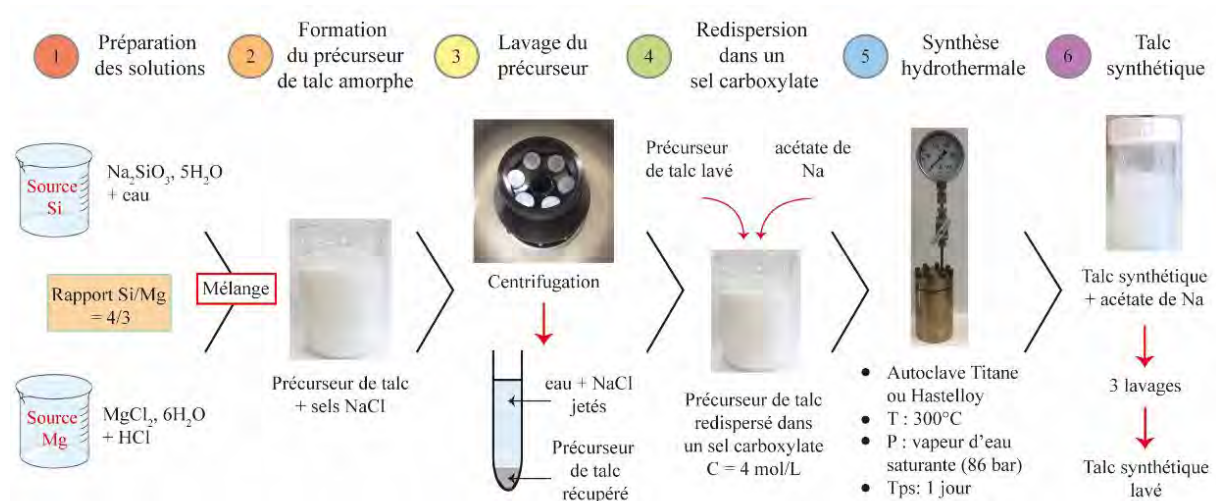 1
Préparation
des solutions
2
Formation
du précurseur
de talc amorphe
3
Lavage du
précurseur
4
Redispersion
dans un
sel carboxylate
5
Synthèse
hydrothermale
6
Talc
synthétique
Source
Si
Na₂SiO₃, 5H₂O
+ eau
Rapport Si/Mg
= 4/3
Source
Mg
MgCl₂, 6H₂O
+ HCl
Mélange
Précurseur de talc
+ sels NaCl
Centrifugation
eau + NaCl
jetés
Précurseur
de talc
récupéré
Précurseur
de talc lavé
acétate de
Na
Précurseur de talc
redispersé dans
un sel carboxylate
C = 4 mol/L
● Autoclave Titane
ou Hastelloy
● T : 300°C
● P : vapeur d'eau
saturante (86 bar)
● Tps: 1 jour
Talc synthétique
+ acétate de Na
3 lavages
Talc synthétique
lavé